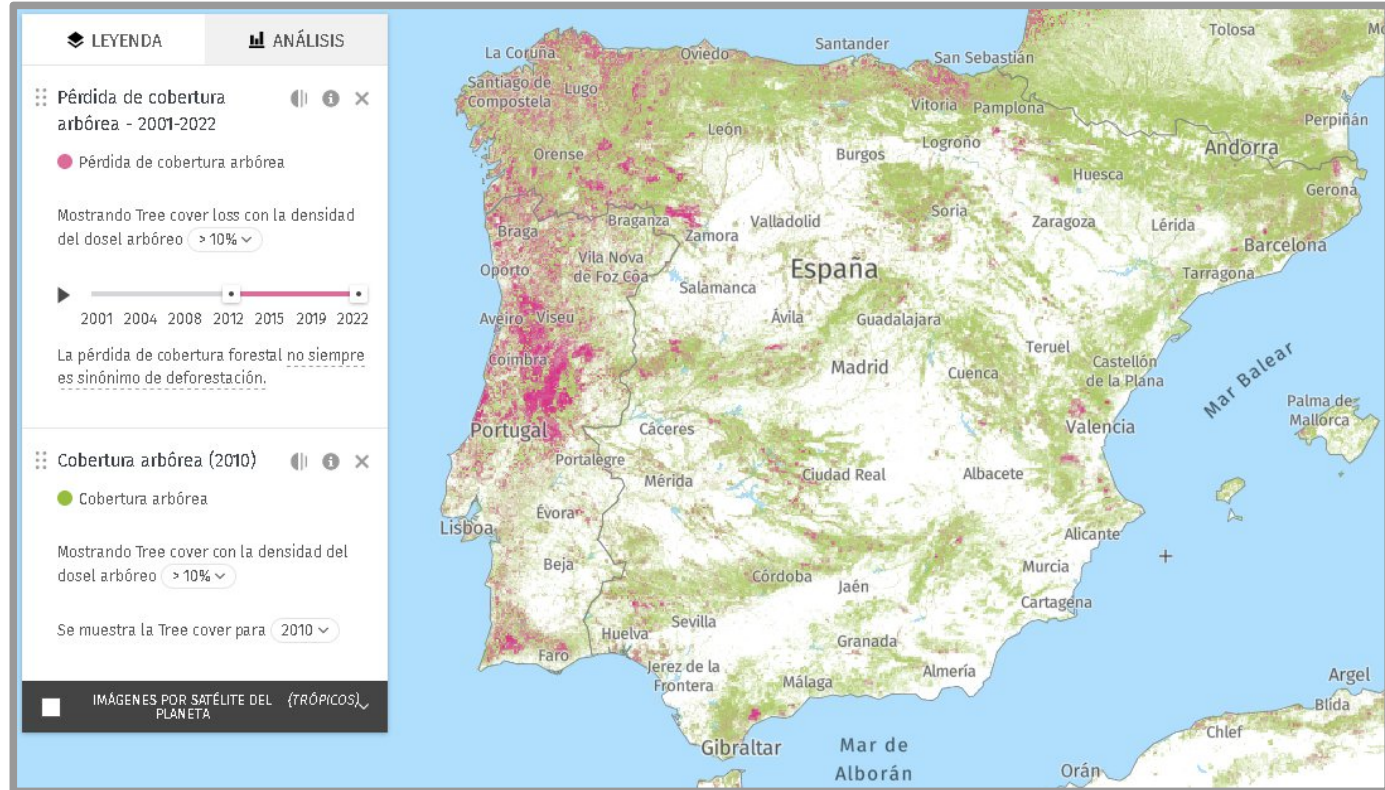 LEYENDA
ANÁLISIS
Pérdida de cobertura
arbórea - 2001-2022
Pérdida de cobertura arbórea
Mostrando Tree cover loss con la densidad
del dosel arbóreo > 10%
2001 2004 2008 2012 2015 2019 2022
La pérdida de cobertura forestal no siempre
es sinónimo de deforestación.
Cobertura arbórea (2010)
Cobertura arbórea
Mostrando Tree cover con la densidad del
dosel arbóreo > 10%
Se muestra la Tree cover para 2010
IMÁGENES POR SATÉLITE DEL (TRÓPICOS)
PLANETA
La Coruña
Oviedo
Santander
San Sebastián
Tolosa
Santiago de
Compostela
Lugo
Vitoria
Pamplona
Perpiñán
León
Logroño
Andorra
Orense
Burgos
Huesca
Gerona
Braganza
Valladolid
Soria
Zaragoza
Lérida
Braga
Zamora
Barcelona
Oporto
Vila Nova
de Foz Côa
España
Tarragona
Salamanca
Aveiro
Viseu
Ávila
Guadalajara
Teruel
Coimbra
Madrid
Cuenca
Castellón
de la Plana
Mar Balear
Palma de
Mallorca
Portugal
Cáceres
Valencia
Portalegre
Mérida
Ciudad Real
Albacete
Lisboa
Évora
Alicante
Beja
Córdoba
Jaén
Murcia
Cartagena
Huelva
Sevilla
Faro
Granada
Jerez de la
Frontera
Málaga
Almería
Argel
Blida
Gibraltar
Mar de
Alborán
Chlef
Orán